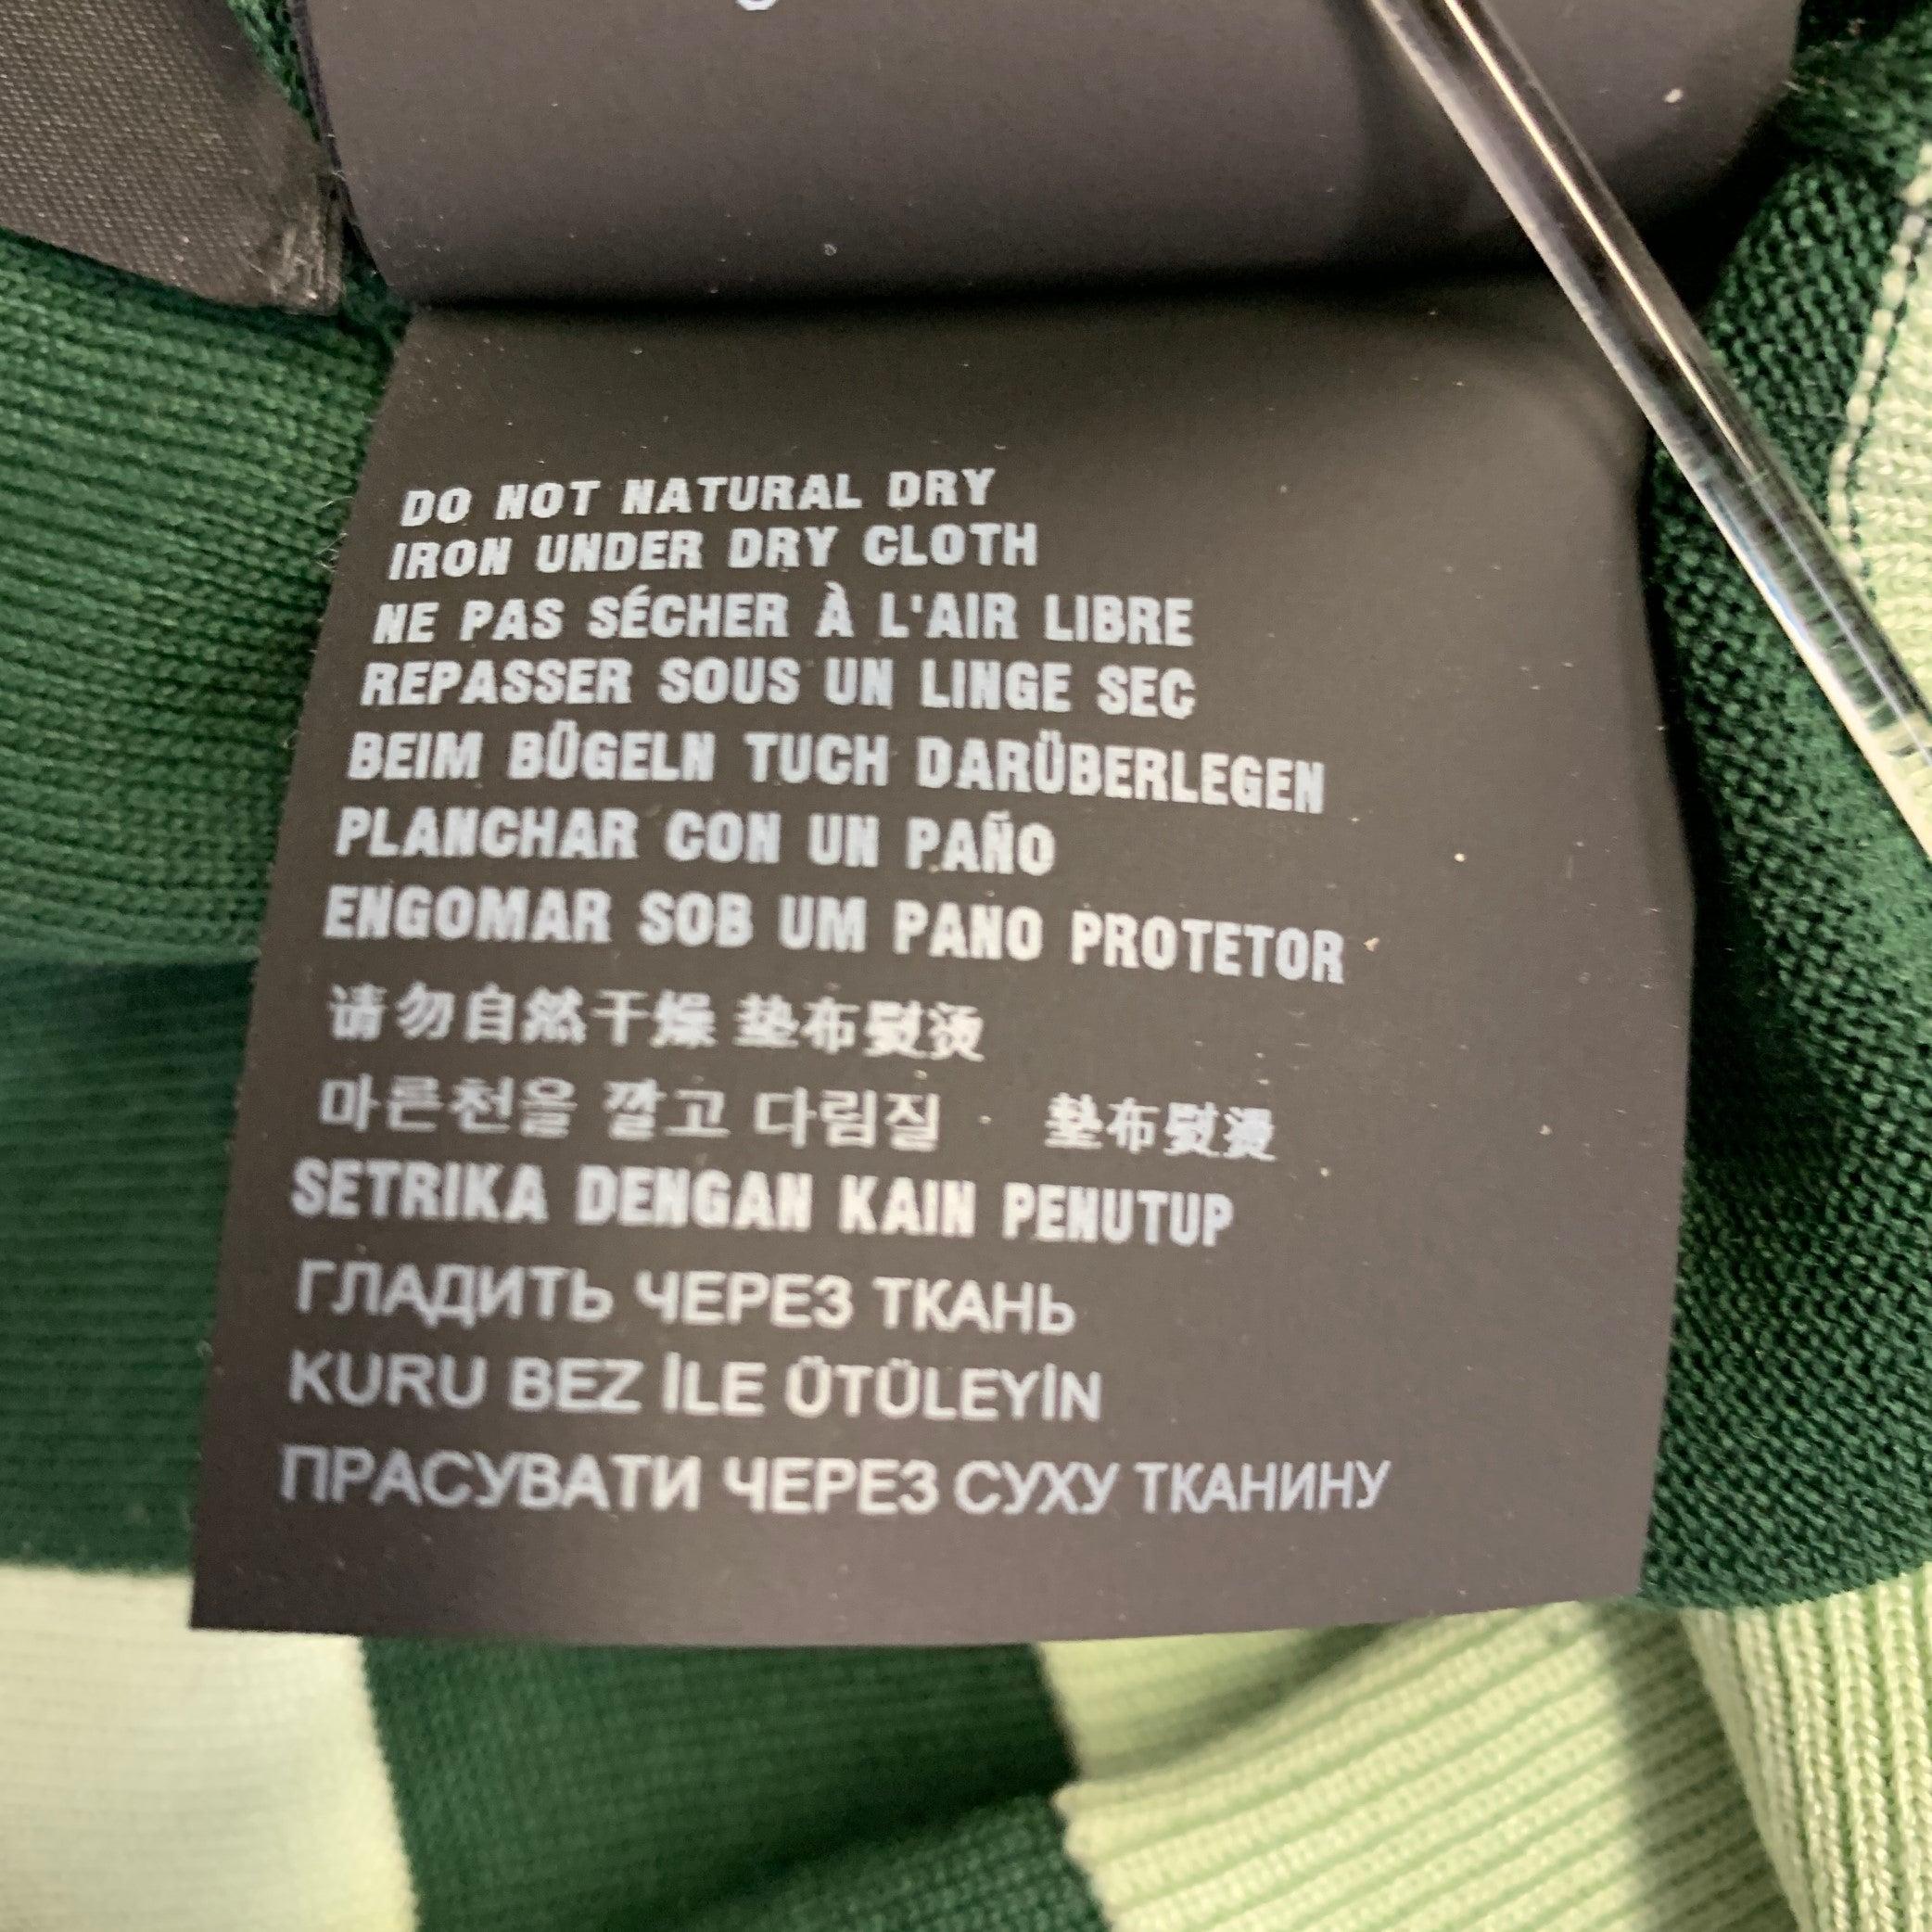 DO NOT NATURAL DRY
IRON UNDER DRY CLOTH
NE PAS SÉCHER À L'AIR LIBRE
REPASSER SOUS UN LINGE SEC
BEIM BÜGELN TUCH DARÜBERLEGEN
PLANCHAR CON UN PAÑO
ENGOMAR SOB UM PANO PROTETOR
请勿自然干燥 垫布熨烫
마른천을 깔고 다림질 · 墊布熨燙
SETRIKA DENGAN KAIN PENUTUP
ГЛАДИТЬ ЧЕРЕЗ ТКАНЬ
KURU BEZ İLE ÜTÜLEYİN
ПРАСУВАТИ ЧЕРЕЗ СУХУ ТКАНИНУ